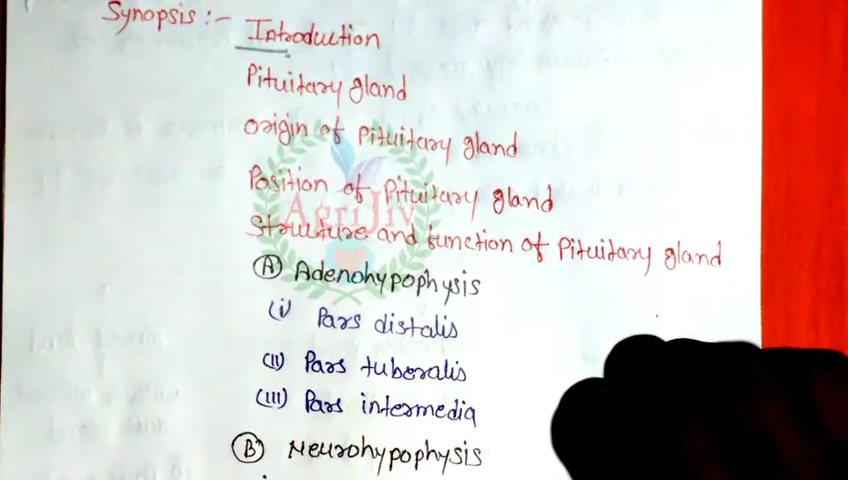 Synopsis :- Introduction
Pituitary gland
Origin of Pituitary gland
Position of Pituitary gland
AgriJiv
Structure and function of Pituitary gland
(A) Adenohypophysis
(i) Pars distalis
(II) Pars tuberalis
(III) Pars intermedia
(B) Neurohypophysis